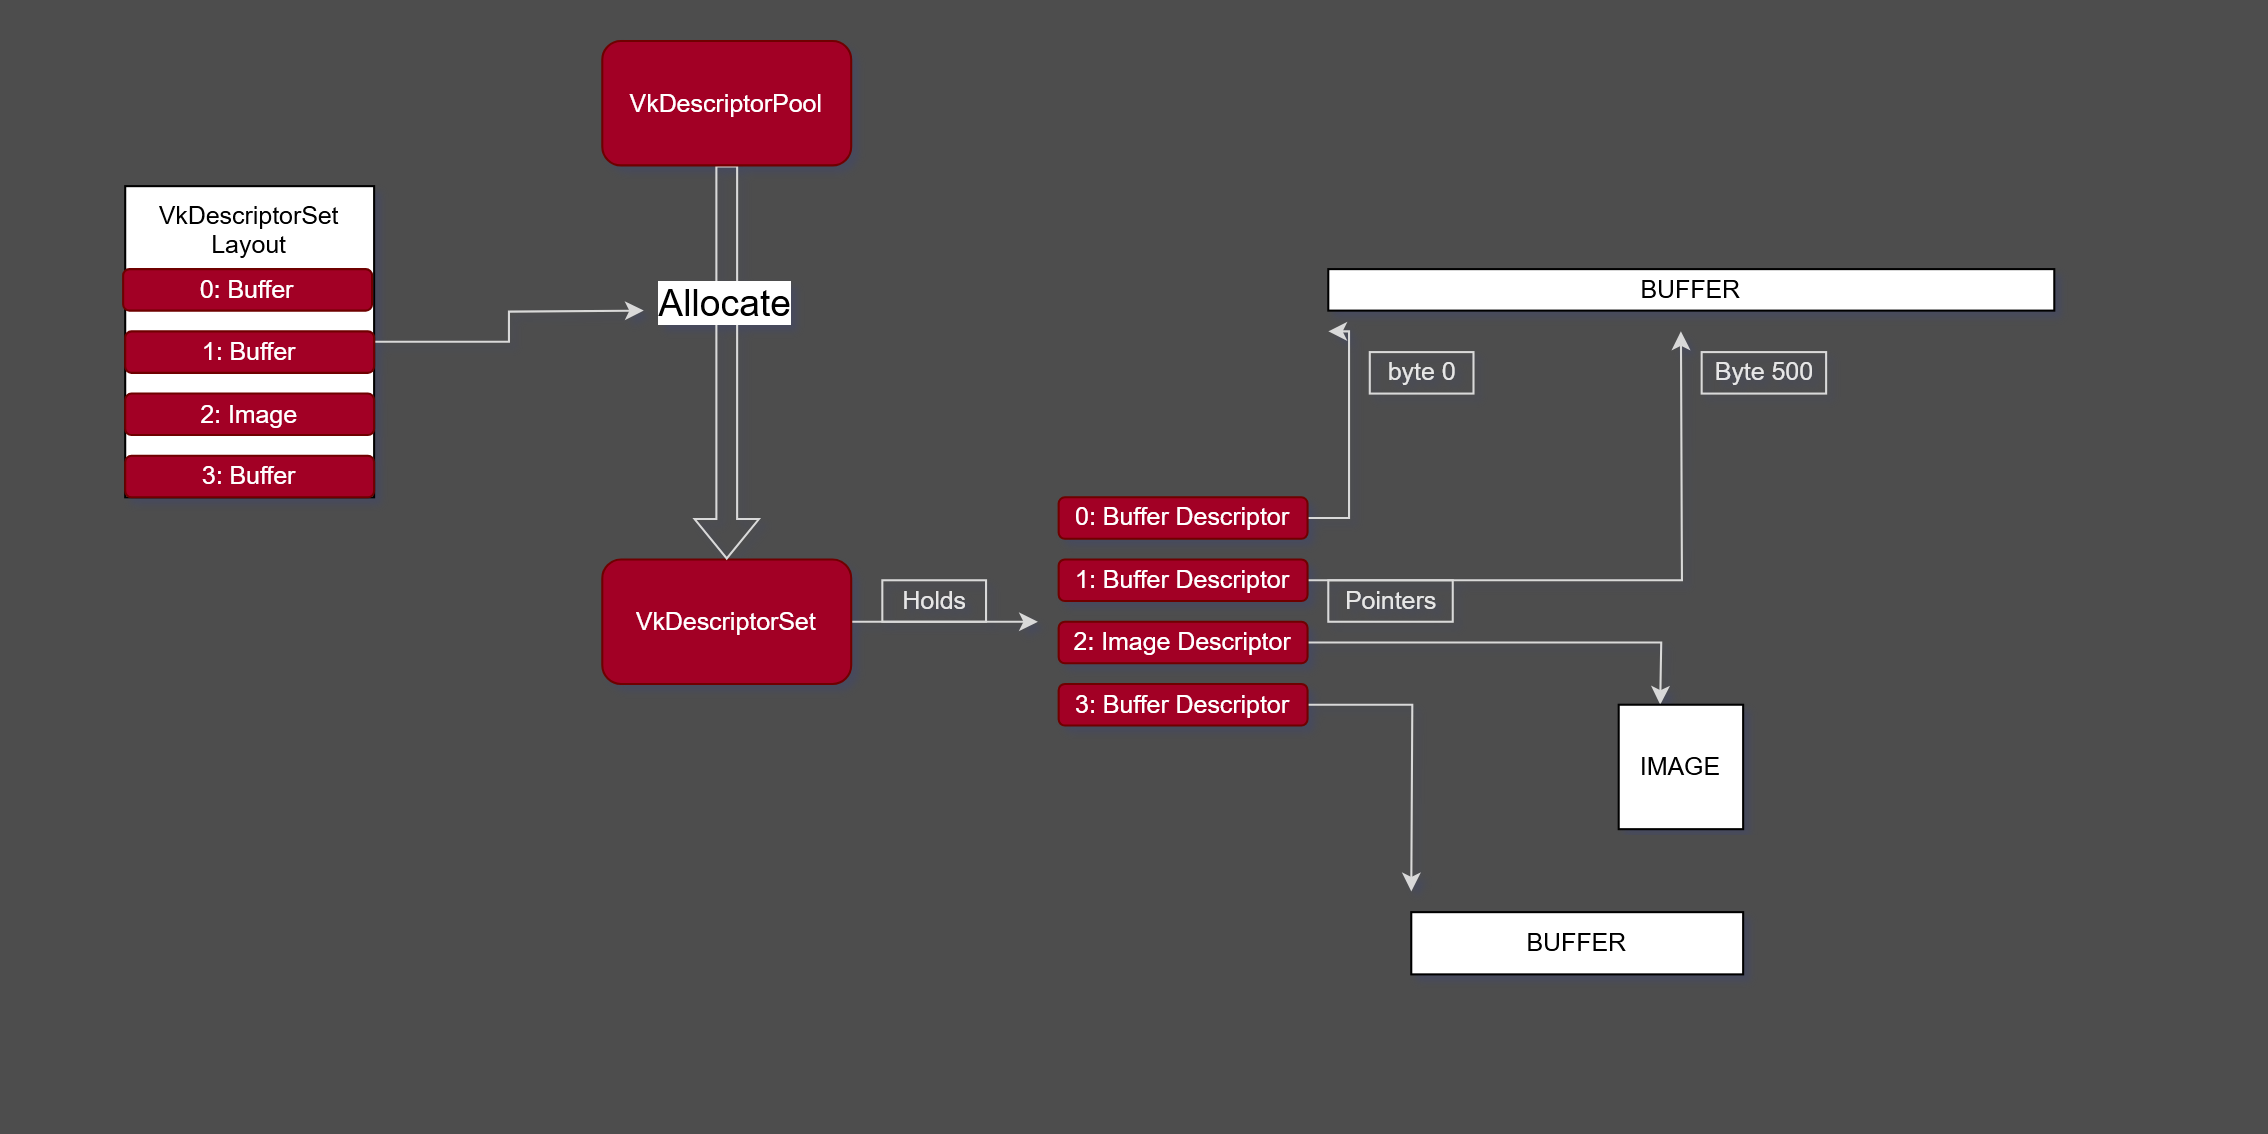 VkDescriptorPool
VkDescriptorSet
Layout
0: Buffer
1: Buffer
2: Image
3: Buffer
Allocate
BUFFER
byte 0
Byte 500
VkDescriptorSet
Holds
0: Buffer Descriptor
1: Buffer Descriptor
2: Image Descriptor
3: Buffer Descriptor
Pointers
IMAGE
BUFFER